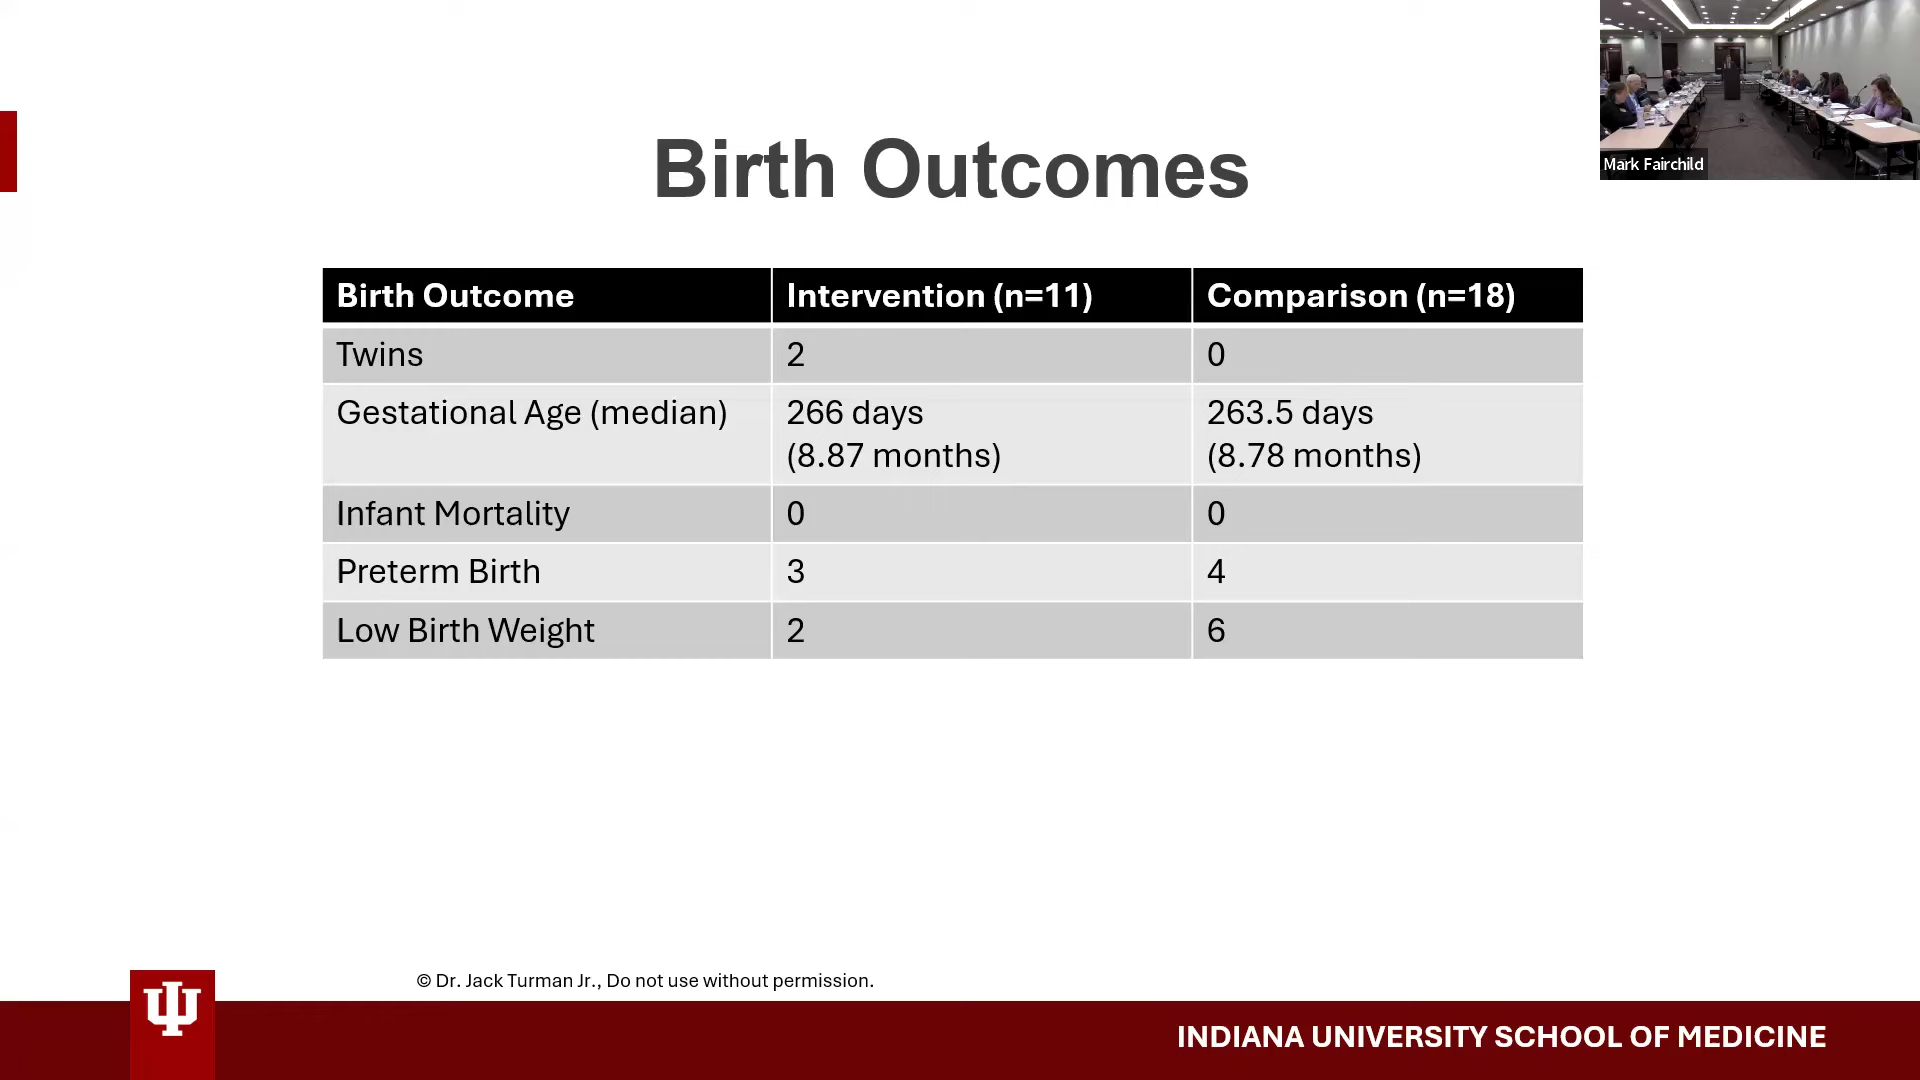 Mark Fairchild
Birth Outcomes
Birth Outcome Intervention (n=11) Comparison (n=18)
Twins 2 0
Gestational Age (median) 266 days 263.5 days
(8.87 months) (8.78 months)
Infant Mortality 0 0
Preterm Birth 3 4
Low Birth Weight 2 6
© Dr. Jack Turman Jr., Do not use without permission.
INDIANA UNIVERSITY SCHOOL OF MEDICINE